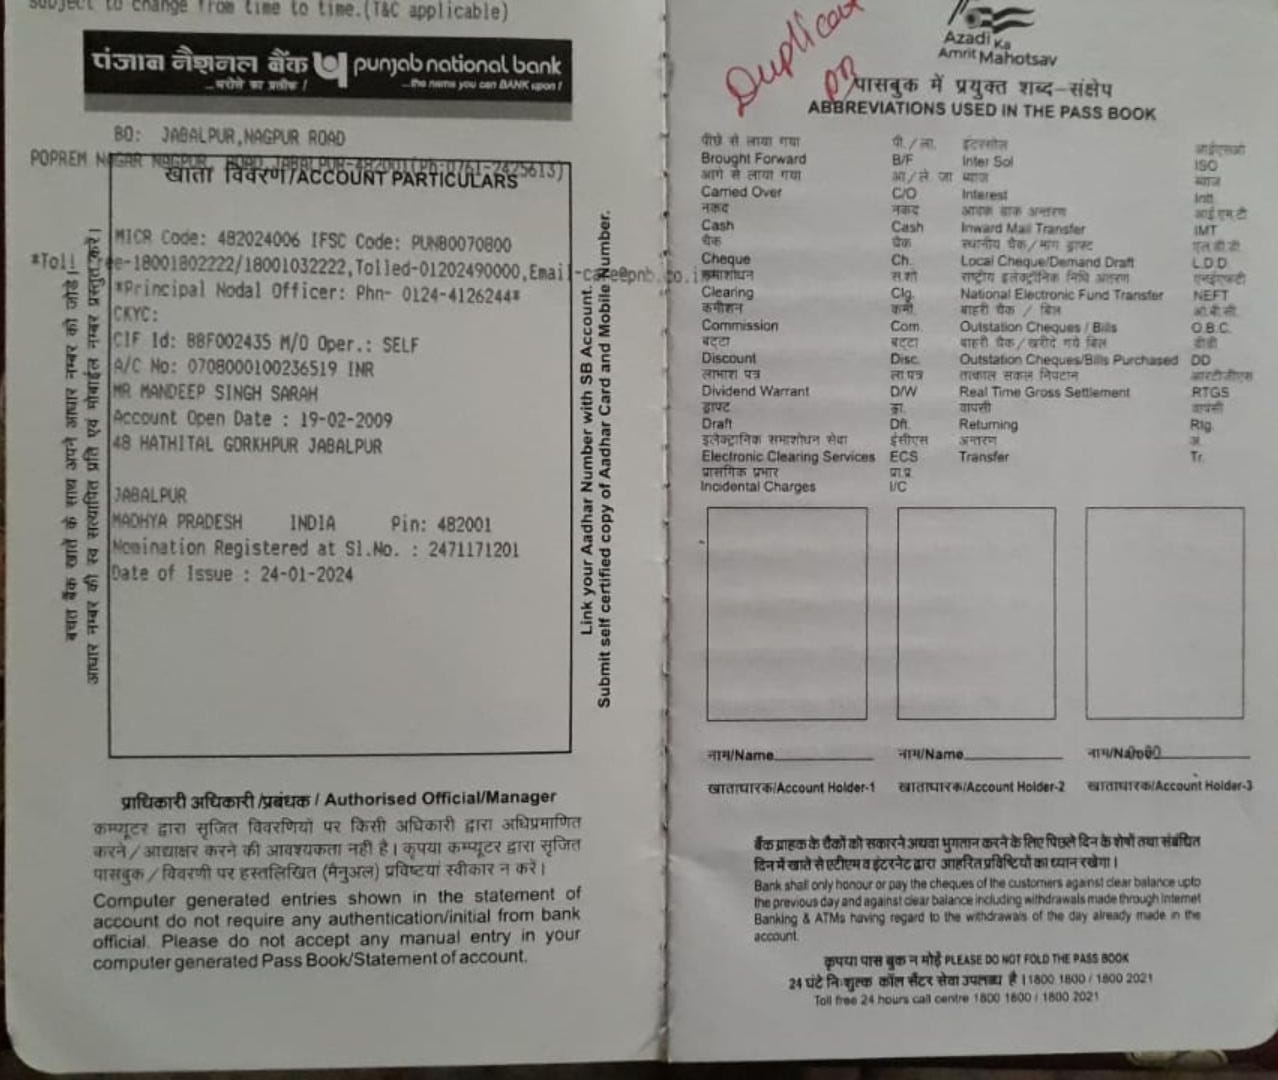 subject to change from time to time.(T&C applicable)
पंजाब नैशनल बैंक punjab national bank
...भरोसे का प्रतीक ! ...the name you can BANK upon !
BO: JABALPUR,NAGPUR ROAD
POPREM NAGAR NAGPUR ROAD JABALPUR-482001(Ph:0761-2425613)
खाता विवरण/ACCOUNT PARTICULARS
MICR Code: 482024006 IFSC Code: PUNB0070800
*Toll Free-18001802222/18001032222,Tolled-01202490000,Email-care@pnb.co.in
*Principal Nodal Officer: Phn- 0124-4126244*
CKYC:
CIF Id: BBF002435 M/O Oper.: SELF
A/C No: 0708000100236519 INR
MR MANDEEP SINGH SARAH
Account Open Date : 19-02-2009
48 HATHITAL GORKHPUR JABALPUR
JABALPUR
MADHYA PRADESH INDIA Pin: 482001
Nomination Registered at Sl.No. : 2471171201
Date of Issue : 24-01-2024
बचत बैंक खाते के साथ अपने आधार नम्बर को जोड़ें।
आधार नम्बर की स्व सत्यापित प्रति एवं मोबाईल नम्बर प्रस्तुत करें।
Link your Aadhar Number with SB Account.
Submit self certified copy of Aadhar Card and Mobile Number.
प्राधिकारी अधिकारी/प्रबंधक / Authorised Official/Manager
कम्प्यूटर द्वारा सृजित विवरणियों पर किसी अधिकारी द्वारा अधिप्रमाणित
करने/आद्याक्षर करने की आवश्यकता नहीं है। कृपया कम्प्यूटर द्वारा सृजित
पासबुक/विवरणी पर हस्तलिखित (मैनुअल) प्रविष्टयां स्वीकार न करें।
Computer generated entries shown in the statement of
account do not require any authentication/initial from bank
official. Please do not accept any manual entry in your
computer generated Pass Book/Statement of account.
Duplicate
PB
Azadi Ka
Amrit Mahotsav
पासबुक में प्रयुक्त शब्द-संक्षेप
ABBREVIATIONS USED IN THE PASS BOOK
पीछे से लाया गया पी./ला. इंटरसोल आईएसओ
Brought Forward B/F Inter Sol ISO
आगे से लाया गया आ/ले. जा ब्याज ब्याज
Carried Over C/O Interest Intt
नकद नकद आवक डाक अन्तरण आई.एम.टी
Cash Cash Inward Mail Transfer IMT
चैक चैक स्थानीय चैक/मांग ड्राफ्ट एल.डी.डी.
Cheque Ch. Local Cheque/Demand Draft L.D.D
समाशोधन स.शो राष्ट्रीय इलेक्ट्रॉनिक निधि अंतरण एनईएफटी
Clearing Clg. National Electronic Fund Transfer NEFT
कमीशन कमी. बाहरी चैक / बिल ओ.बी.सी.
Commission Com. Outstation Cheques / Bills O.B.C.
बट्टा बट्टा बाहरी चैक/खरीदे गये बिल डीडी
Discount Disc. Outstation Cheques/Bills Purchased DD
लाभांश पत्र ला.पत्र तत्काल सकल निपटान आरटीजीएस
Dividend Warrant D/W Real Time Gross Settlement RTGS
ड्राफ्ट ड्रा. वापसी वापसी
Draft Dft. Returning Rtg.
इलेक्ट्रानिक समाशोधन सेवा ईसीएस अन्तरण अं.
Electronic Clearing Services ECS Transfer Tr.
प्रासंगिक प्रभार प्रा.प्र.
Incidental Charges I/C
नाम/Name नाम/Name नाम/Name
खाताधारक/Account Holder-1 खाताधारक/Account Holder-2 खाताधारक/Account Holder-3
बैंक ग्राहक के चैकों को सकारने अथवा भुगतान करने के लिए पिछले दिन के शेषों तथा संबंधित
दिन में खाते से एटीएम व इंटरनेट द्वारा आहरित प्रविष्टियों का ध्यान रखेगा।
Bank shall only honour or pay the cheques of the customers against clear balance upto
the previous day and against clear balance including withdrawals made through Internet
Banking & ATMs having regard to the withdrawals of the day already made in the
account.
कृपया पास बुक न मोड़ें PLEASE DO NOT FOLD THE PASS BOOK
24 घंटे निःशुल्क कॉल सैंटर सेवा उपलब्ध है।1800 1800 / 1800 2021
Toll free 24 hours call centre 1800 1800 / 1800 2021